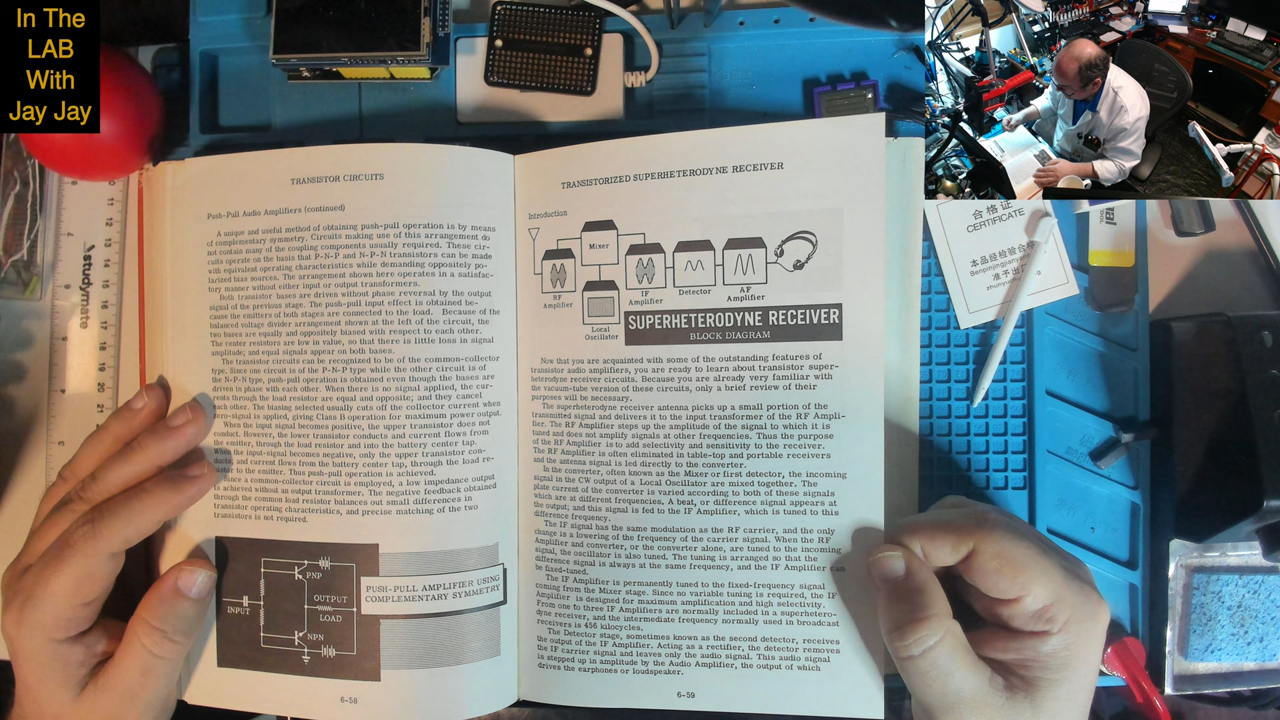 In The
LAB
With
Jay Jay
studymate
TRANSISTOR CIRCUITS
Push-Pull Audio Amplifiers (continued)
A unique and useful method of obtaining push-pull operation is by means
of complementary symmetry. Circuits making use of this arrangement do
not contain many of the coupling components usually required. These cir-
cuits operate on the basis that P-N-P and N-P-N transistors can be made
with equivalent operating characteristics while demanding oppositely po-
larized bias sources. The arrangement shown here operates in a satisfac-
tory manner without either input or output transformers.
Both transistor bases are driven without phase reversal by the output
signal of the previous stage. The push-pull input effect is obtained be-
cause the emitters of both stages are connected to the load. Because of the
balanced voltage divider arrangement shown at the left of the circuit, the
two bases are equally and oppositely biased with respect to each other.
The center resistors are low in value, so that there is little loss in signal
amplitude; and equal signals appear on both bases.
The transistor circuits can be recognized to be of the common-collector
type. Since one circuit is of the P-N-P type while the other circuit is of
the N-P-N type, push-pull operation is obtained even though the bases are
driven in phase with each other. When there is no signal applied, the cur-
rents through the load resistor are equal and opposite; and they cancel
each other. The biasing selected usually cuts off the collector current when
zero-signal is applied, giving Class B operation for maximum power output.
When the input signal becomes positive, the upper transistor does not
conduct. However, the lower transistor conducts and current flows from
the emitter, through the load resistor and into the battery center tap.
When the input-signal becomes negative, only the upper transistor con-
ducts, and current flows from the battery center tap, through the load re-
sistor to the emitter. Thus push-pull operation is achieved.
Since a common-collector circuit is employed, a low impedance output
is achieved without an output transformer. The negative feedback obtained
through the common load resistor balances out small differences in
transistor operating characteristics, and precise matching of the two
transistors is not required.
PNP
INPUT
OUTPUT
LOAD
NPN
PUSH-PULL AMPLIFIER USING
COMPLEMENTARY SYMMETRY
6-58
TRANSISTORIZED SUPERHETERODYNE RECEIVER
Introduction
Mixer
RF
Amplifier
IF
Amplifier
Detector
AF
Amplifier
Local
Oscillator
SUPERHETERODYNE RECEIVER
BLOCK DIAGRAM
Now that you are acquainted with some of the outstanding features of
transistor audio amplifiers, you are ready to learn about transistor super-
heterodyne receiver circuits. Because you are already very familiar with
the vacuum-tube version of these circuits, only a brief review of their
purposes will be necessary.
The superheterodyne receiver antenna picks up a small portion of the
transmitted signal and delivers it to the input transformer of the RF Ampli-
fier. The RF Amplifier steps up the amplitude of the signal to which it is
tuned and does not amplify signals at other frequencies. Thus the purpose
of the RF Amplifier is to add selectivity and sensitivity to the receiver.
The RF Amplifier is often eliminated in table-top and portable receivers
and the antenna signal is led directly to the converter.
In the converter, often known as the Mixer or first detector, the incoming
signal in the CW output of a Local Oscillator are mixed together. The
plate current of the converter is varied according to both of these signals
which are at different frequencies. A beat, or difference signal appears at
the output; and this signal is fed to the IF Amplifier, which is tuned to this
difference frequency.
The IF signal has the same modulation as the RF carrier, and the only
change is a lowering of the frequency of the carrier signal. When the RF
Amplifier and converter, or the converter alone, are tuned to the incoming
signal, the oscillator is also tuned. The tuning is arranged so that the
difference signal is always at the same frequency, and the IF Amplifier can
be fixed-tuned.
The IF Amplifier is permanently tuned to the fixed-frequency signal
coming from the Mixer stage. Since no variable tuning is required, the IF
Amplifier is designed for maximum amplification and high selectivity.
From one to three IF Amplifiers are normally included in a superhetero-
dyne receiver, and the intermediate frequency normally used in broadcast
receivers is 456 kilocycles.
The Detector stage, sometimes known as the second detector, receives
the output of the IF Amplifier. Acting as a rectifier, the detector removes
the IF carrier signal and leaves only the audio signal. This audio signal
is stepped up in amplitude by the Audio Amplifier, the output of which
drives the earphones or loudspeaker.
6-59
合格证
CERTIFICATE
本品经检验合格
准予出